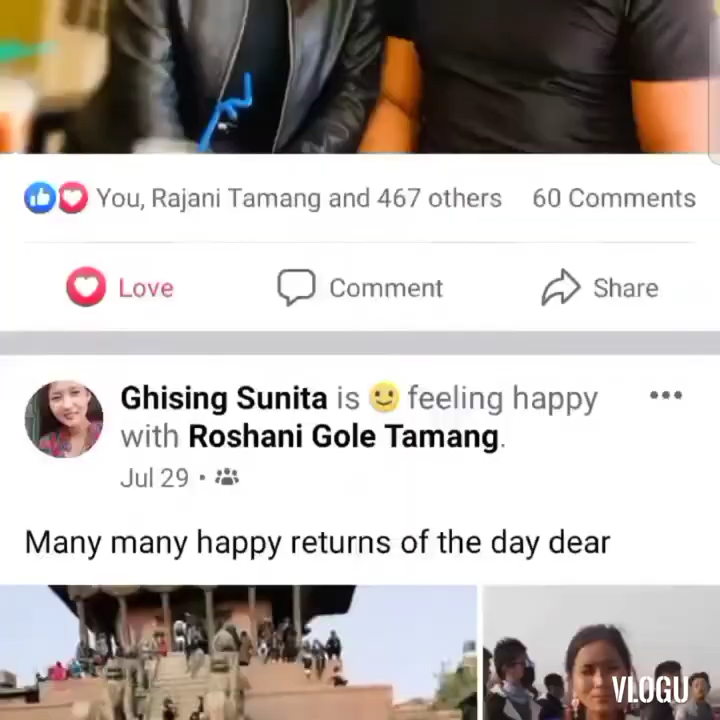 You, Rajani Tamang and 467 others 60 Comments
Love Comment Share
Ghising Sunita is feeling happy
with Roshani Gole Tamang.
Jul 29 •
Many many happy returns of the day dear
VLOGU